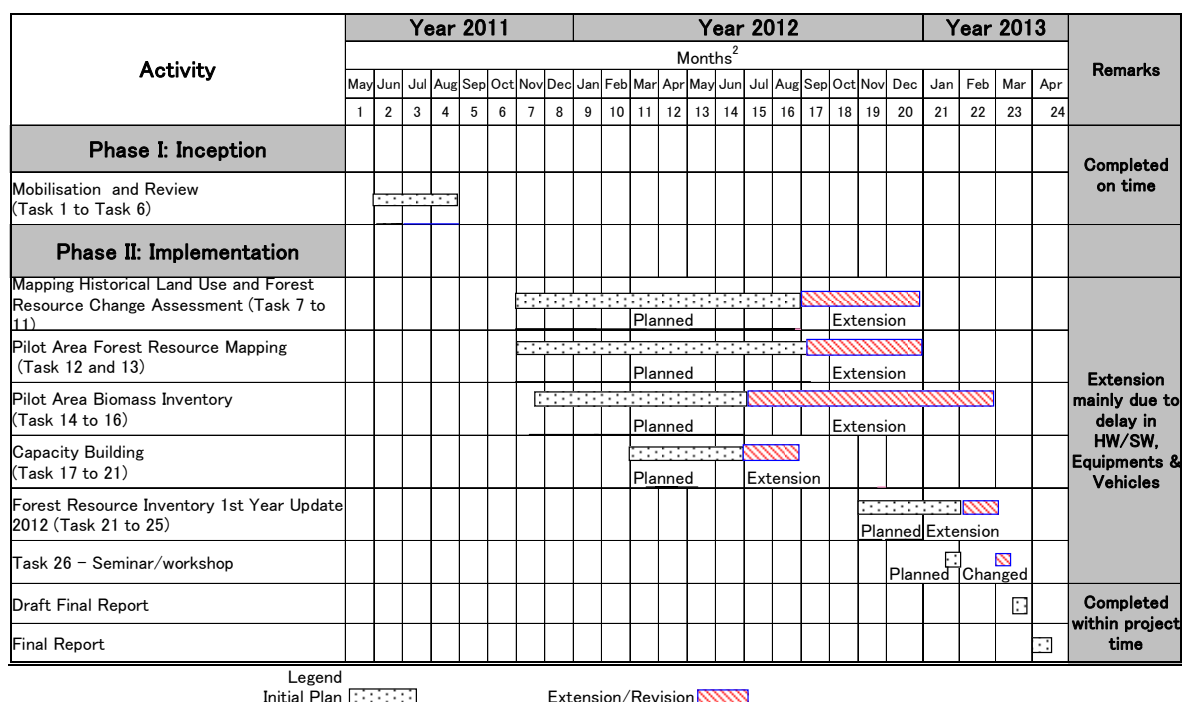 Activity
Year 2011
Year 2012
Year 2013
Remarks
Months2
May Jun Jul Aug Sep Oct Nov Dec Jan Feb Mar Apr May Jun Jul Aug Sep Oct Nov Dec Jan Feb Mar Apr
1 2 3 4 5 6 7 8 9 10 11 12 13 14 15 16 17 18 19 20 21 22 23 24
Phase I: Inception
Completed
on time
Mobilisation and Review
(Task 1 to Task 6)
Phase II: Implementation
Mapping Historical Land Use and Forest
Resource Change Assessment (Task 7 to
11)
Planned Extension
Pilot Area Forest Resource Mapping
(Task 12 and 13)
Planned Extension
Pilot Area Biomass Inventory
(Task 14 to 16)
Planned Extension
Capacity Building
(Task 17 to 21)
Planned Extension
Forest Resource Inventory 1st Year Update
2012 (Task 21 to 25)
Planned Extension
Task 26 - Seminar/workshop
Planned Changed
Extension
mainly due to
delay in
HW/SW,
Equipments &
Vehicles
Draft Final Report
Final Report
Completed
within project
time
Legend
Initial Plan Extension/Revision